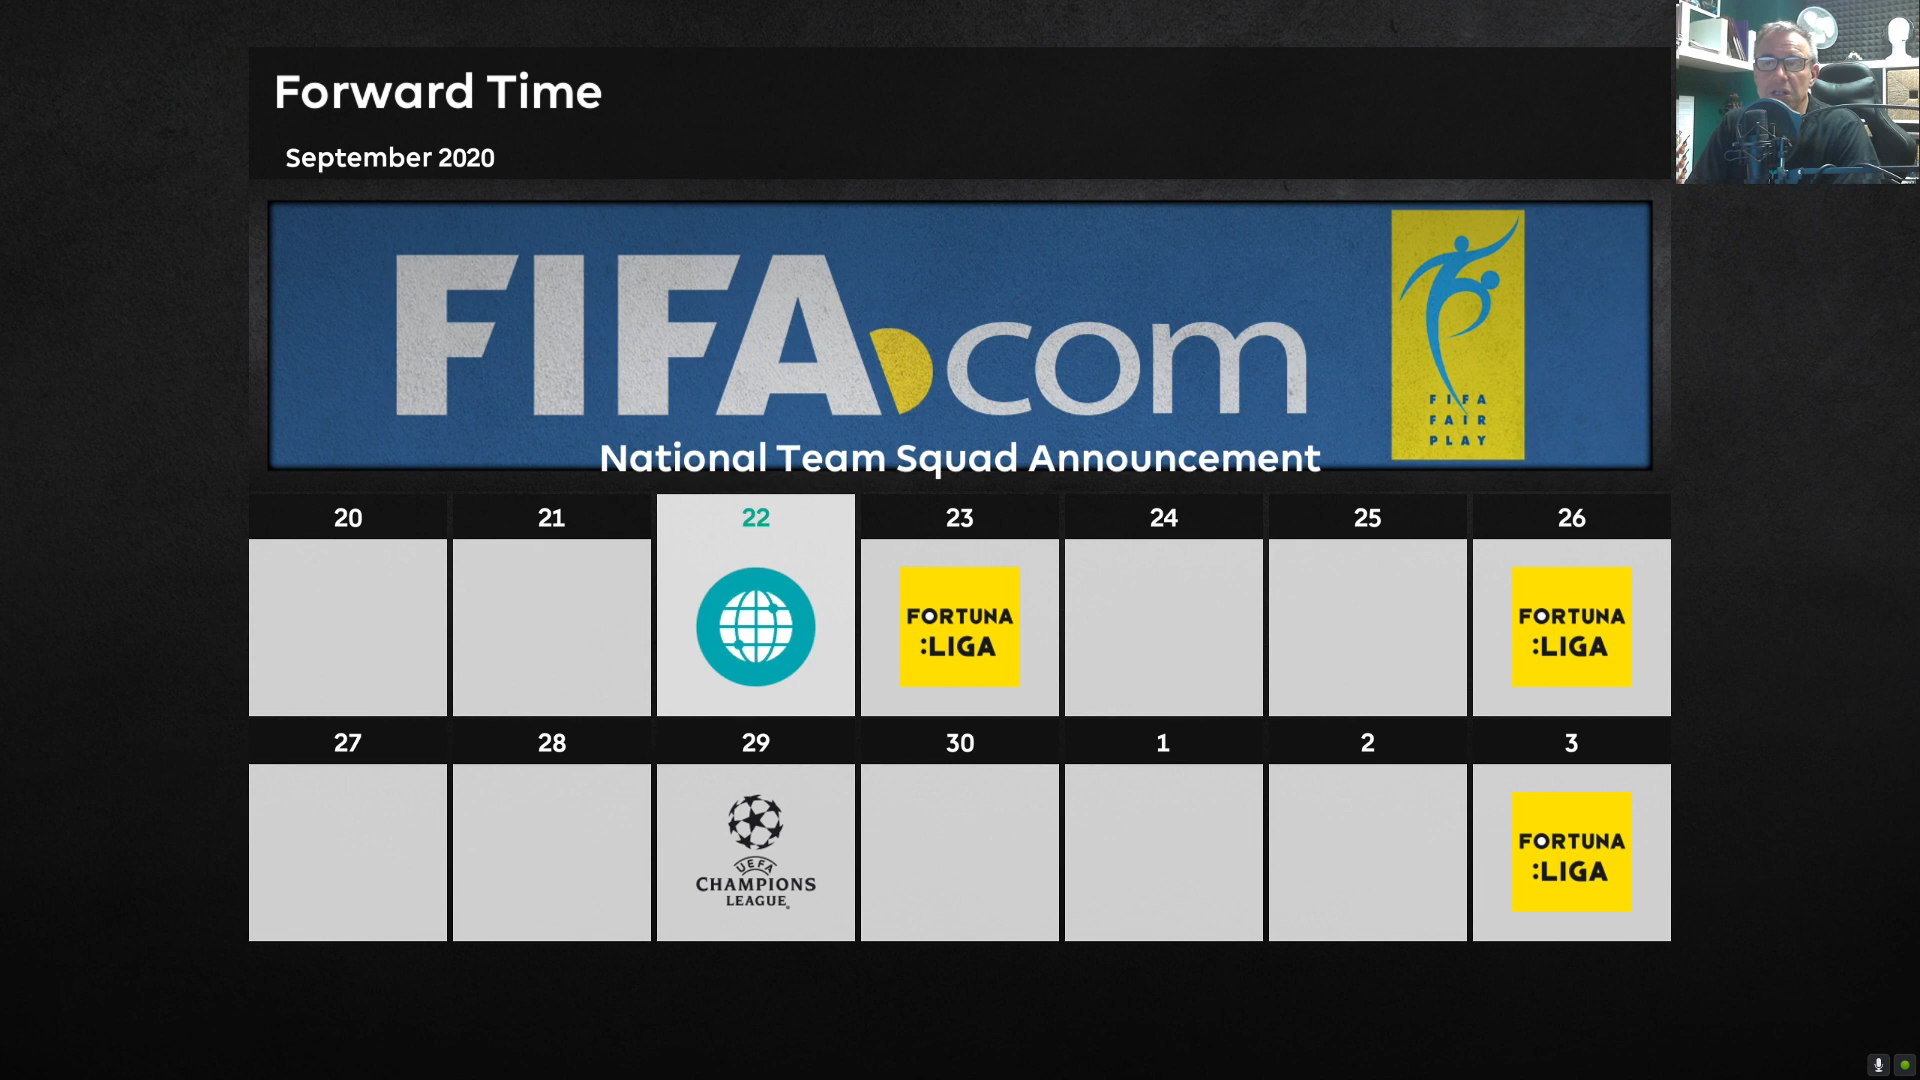 Forward Time
September 2020
FIFA.com
FIFA
FAIR
PLAY
National Team Squad Announcement
20 21 22 23 24 25 26
FORTUNA
:LIGA
FORTUNA
:LIGA
27 28 29 30 1 2 3
UEFA
CHAMPIONS
LEAGUE
FORTUNA
:LIGA